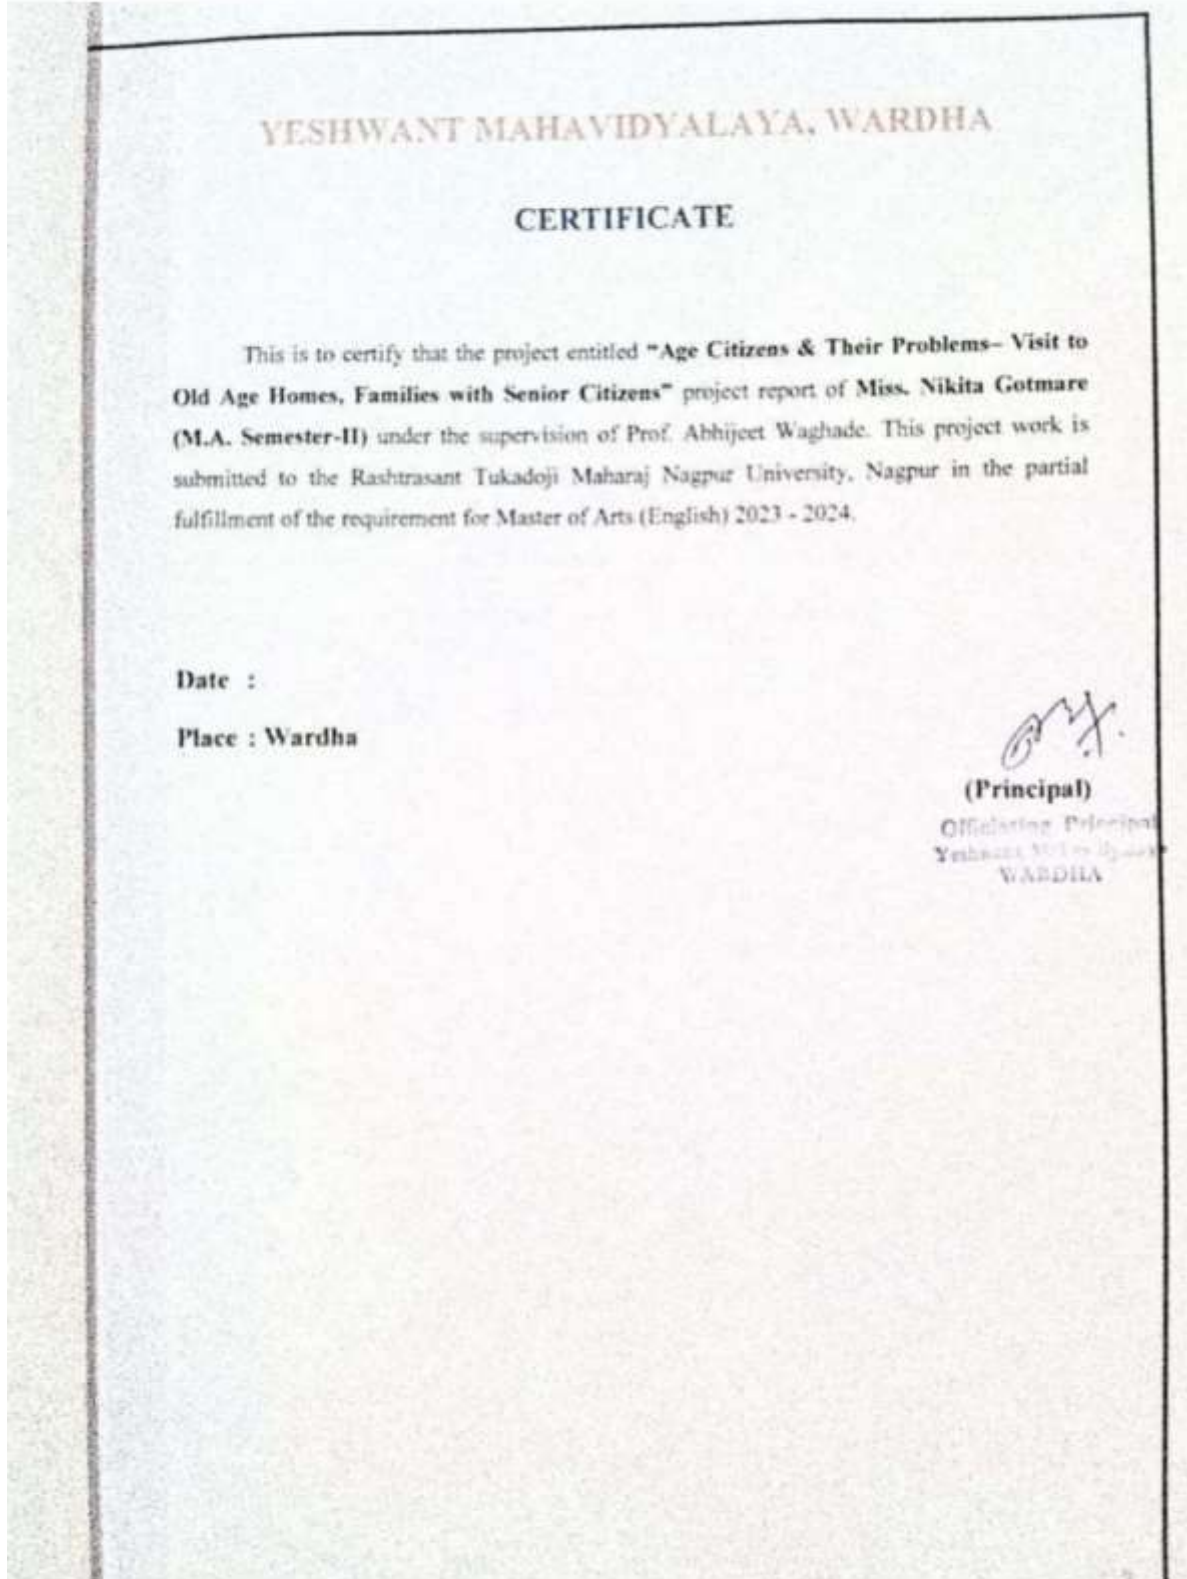 YESHWANT MAHAVIDYALAYA, WARDHA
CERTIFICATE
This is to certify that the project entitled "Age Citizens & Their Problems– Visit to
Old Age Homes, Families with Senior Citizens" project report of Miss. Nikita Gotmare
(M.A. Semester-II) under the supervision of Prof. Abhijeet Waghade. This project work is
submitted to the Rashtrasant Tukadoji Maharaj Nagpur University, Nagpur in the partial
fulfillment of the requirement for Master of Arts (English) 2023 - 2024.
Date :
Place : Wardha
(Principal)
Officiating Principal
WARDHA